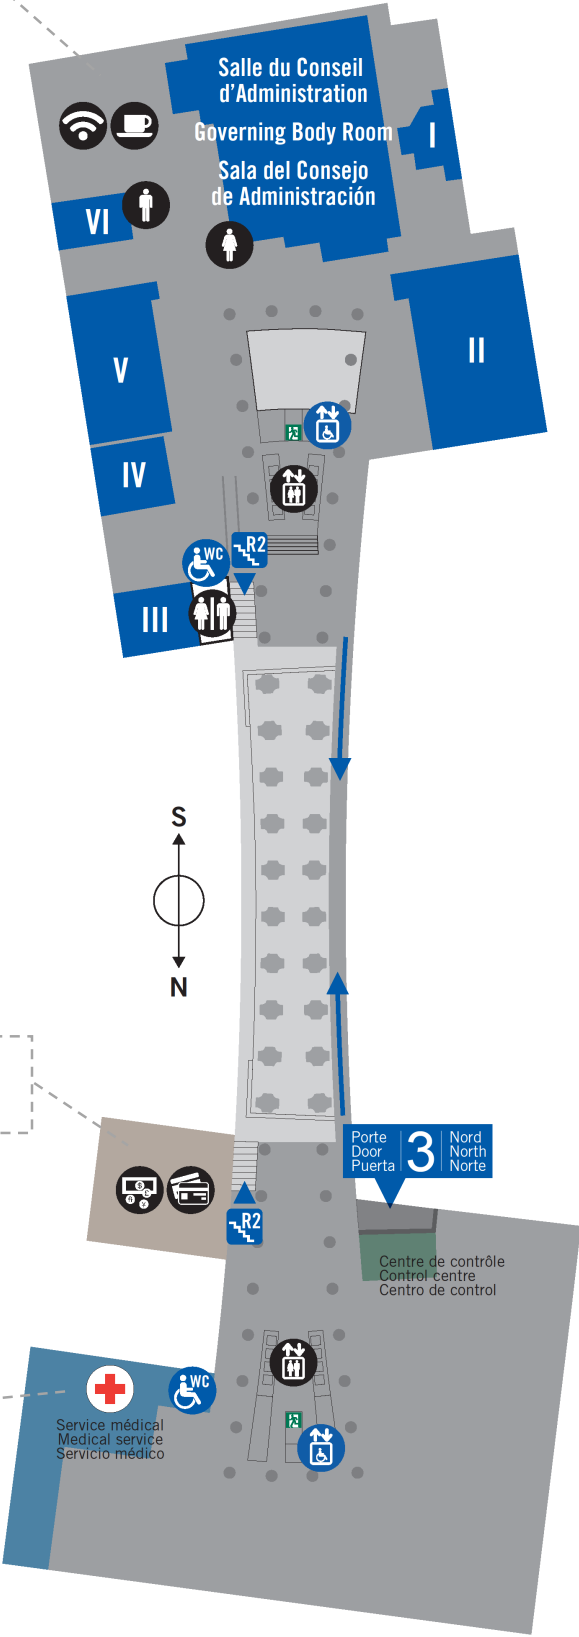 Salle du Conseil
d'Administration
Governing Body Room
Sala del Consejo
de Administración
I
VI
II
V
IV
WC
R2
III
S
N
Porte
Door
Puerta
3
Nord
North
Norte
R2
Centre de contrôle
Control centre
Centro de control
WC
Service médical
Medical service
Servicio médico